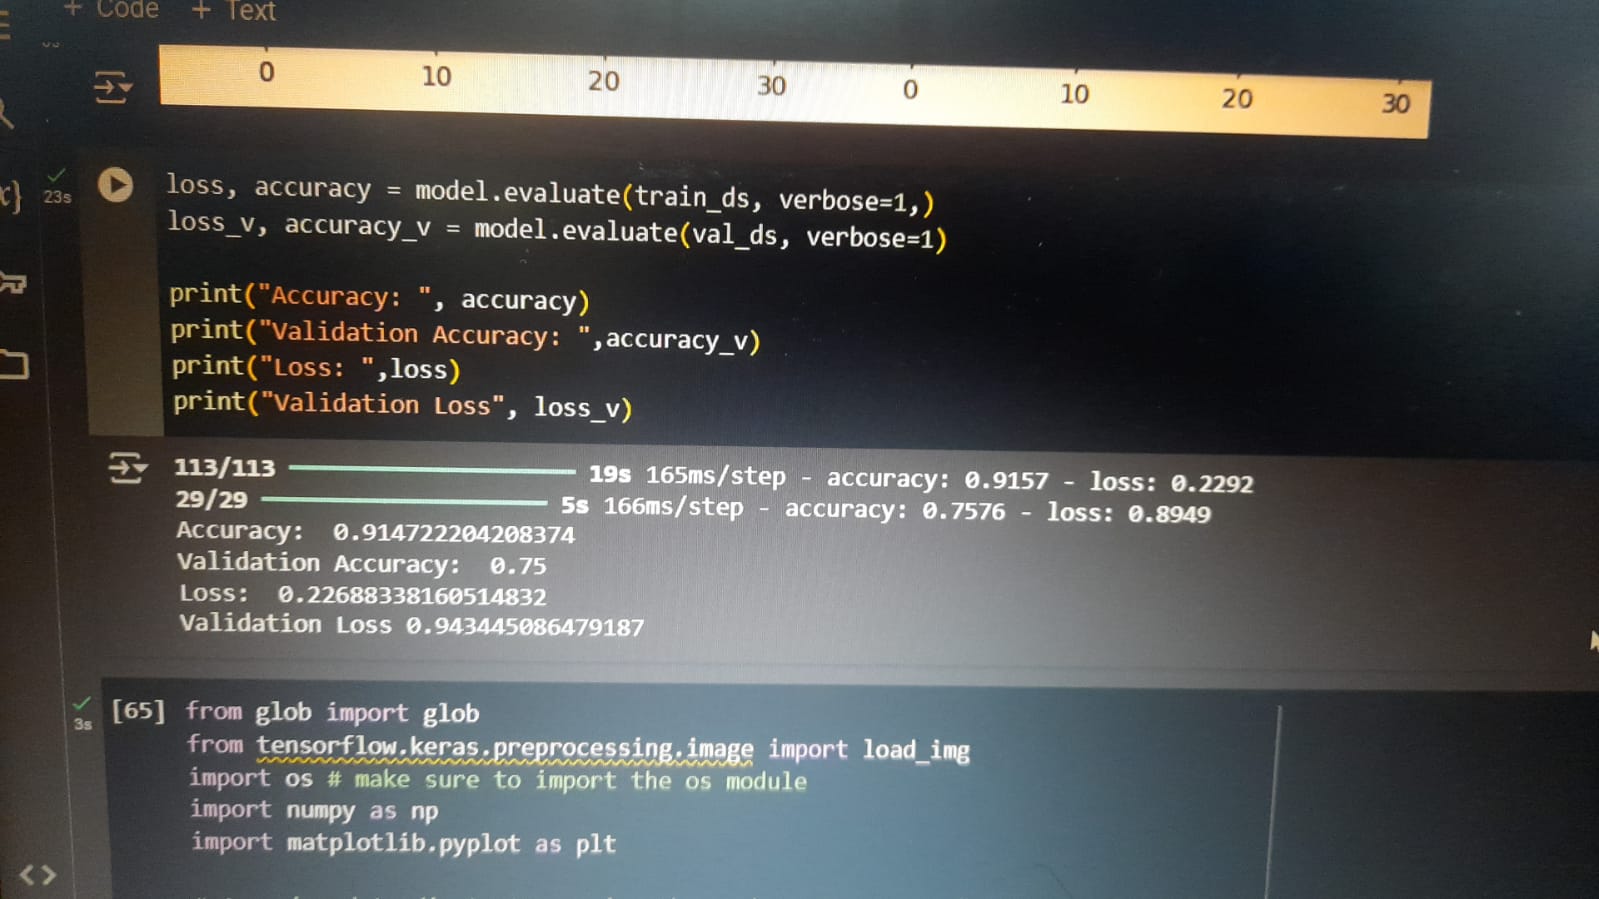 + Code + Text
0 10 20 30 0 10 20 30
23s
loss, accuracy = model.evaluate(train_ds, verbose=1,)
loss_v, accuracy_v = model.evaluate(val_ds, verbose=1)
print("Accuracy: ", accuracy)
print("Validation Accuracy: ",accuracy_v)
print("Loss: ",loss)
print("Validation Loss", loss_v)
113/113 19s 165ms/step - accuracy: 0.9157 - loss: 0.2292
29/29 5s 166ms/step - accuracy: 0.7576 - loss: 0.8949
Accuracy:  0.914722204208374
Validation Accuracy:  0.75
Loss:  0.22688338160514832
Validation Loss 0.943445086479187
3s
[65] from glob import glob
from tensorflow.keras.preprocessing.image import load_img
import os # make sure to import the os module
import numpy as np
import matplotlib.pyplot as plt